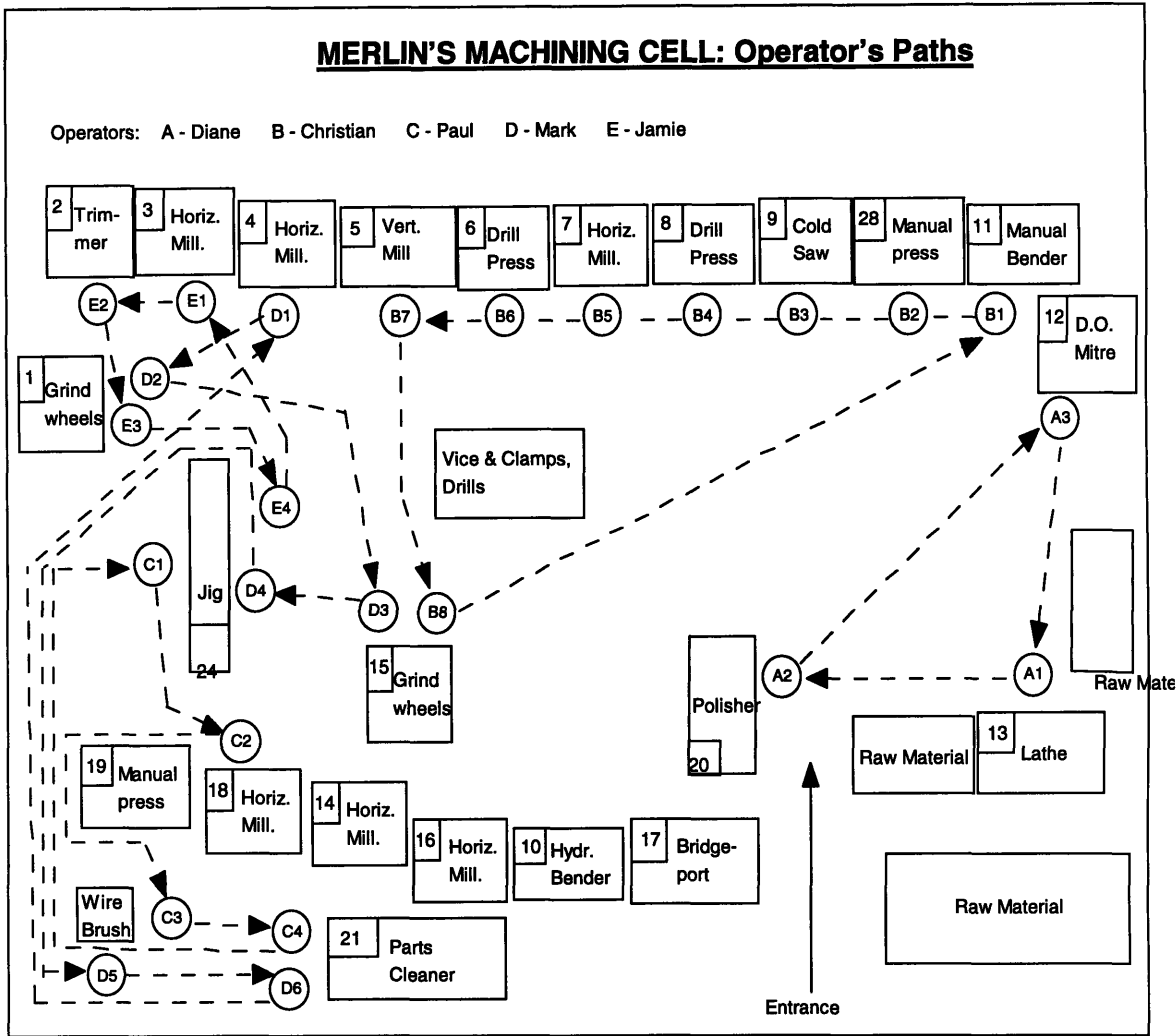 MERLIN'S MACHINING CELL: Operator's Paths
Operators: A - Diane B - Christian C - Paul D - Mark E - Jamie
2 Trim-
mer
3 Horiz.
Mill.
4 Horiz.
Mill.
5 Vert.
Mill
6 Drill
Press
7 Horiz.
Mill.
8 Drill
Press
9 Cold
Saw
28 Manual
press
11 Manual
Bender
E2
E1
D1
B7
B6
B5
B4
B3
B2
B1
12 D.O.
Mitre
1 Grind
wheels
D2
E3
A3
Vice & Clamps,
Drills
E4
C1
Jig
24
D4
D3
B8
15 Grind
wheels
Polisher
20
A2
A1
Raw Mate
C2
19 Manual
press
18 Horiz.
Mill.
14 Horiz.
Mill.
16 Horiz.
Mill.
10 Hydr.
Bender
17 Bridge-
port
Raw Material
13 Lathe
Wire
Brush
C3
C4
21 Parts
Cleaner
D5
D6
Raw Material
Entrance